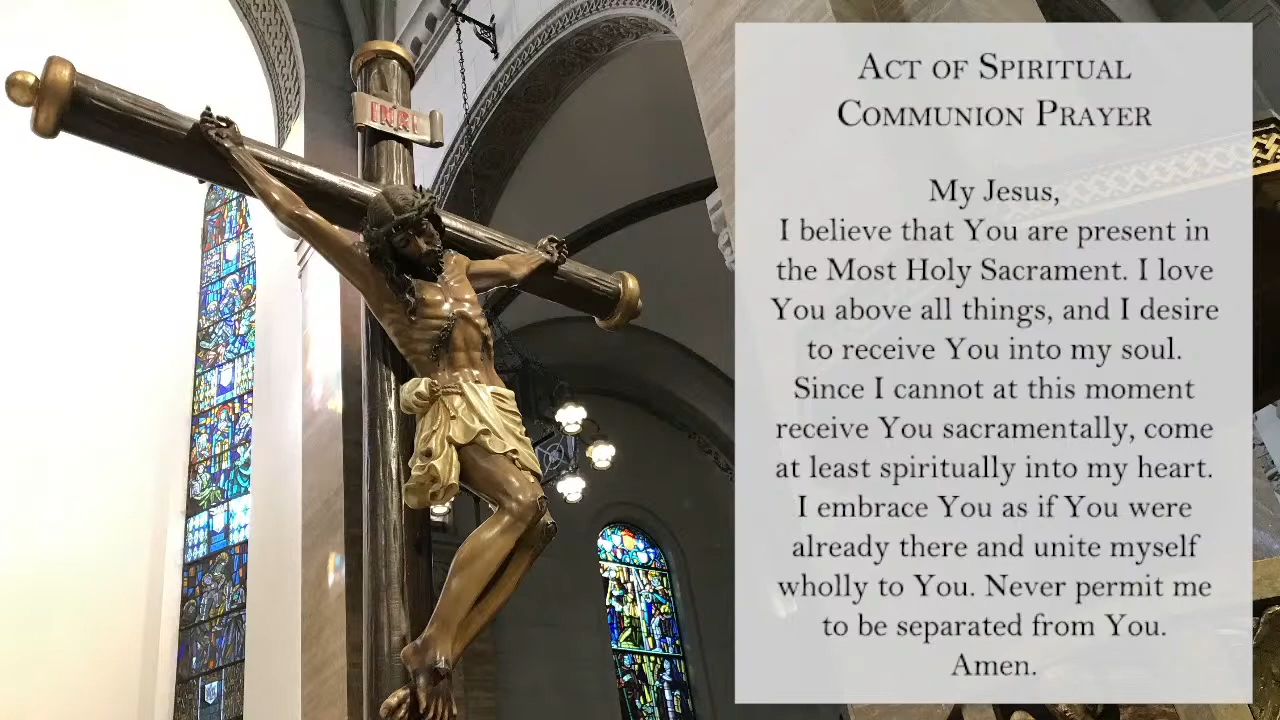 INRI
ACT OF SPIRITUAL
COMMUNION PRAYER
My Jesus,
I believe that You are present in
the Most Holy Sacrament. I love
You above all things, and I desire
to receive You into my soul.
Since I cannot at this moment
receive You sacramentally, come
at least spiritually into my heart.
I embrace You as if You were
already there and unite myself
wholly to You. Never permit me
to be separated from You.
Amen.